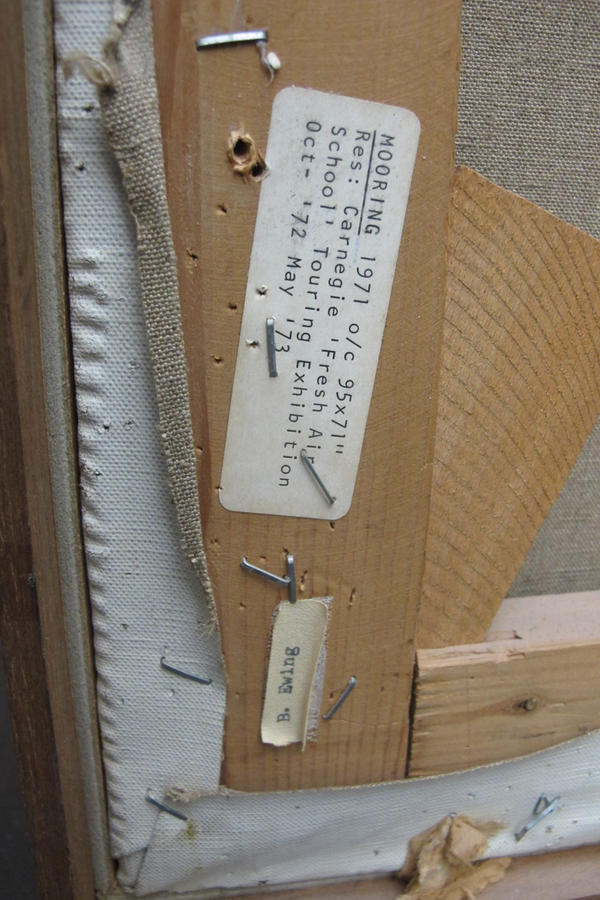 MOORING 1971 o/c 95x71"
Res: Carnegie 'Fresh Air
School' Touring Exhibition
Oct- '72 May '73
B. Ewing